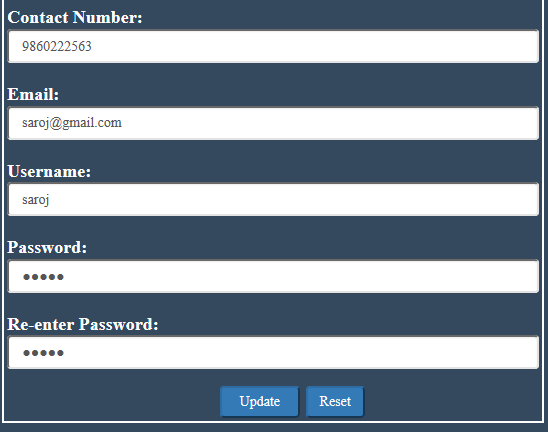 Contact Number:
9860222563
Email:
saroj@gmail.com
Username:
saroj
Password:
●●●●●
Re-enter Password:
●●●●●
Update Reset